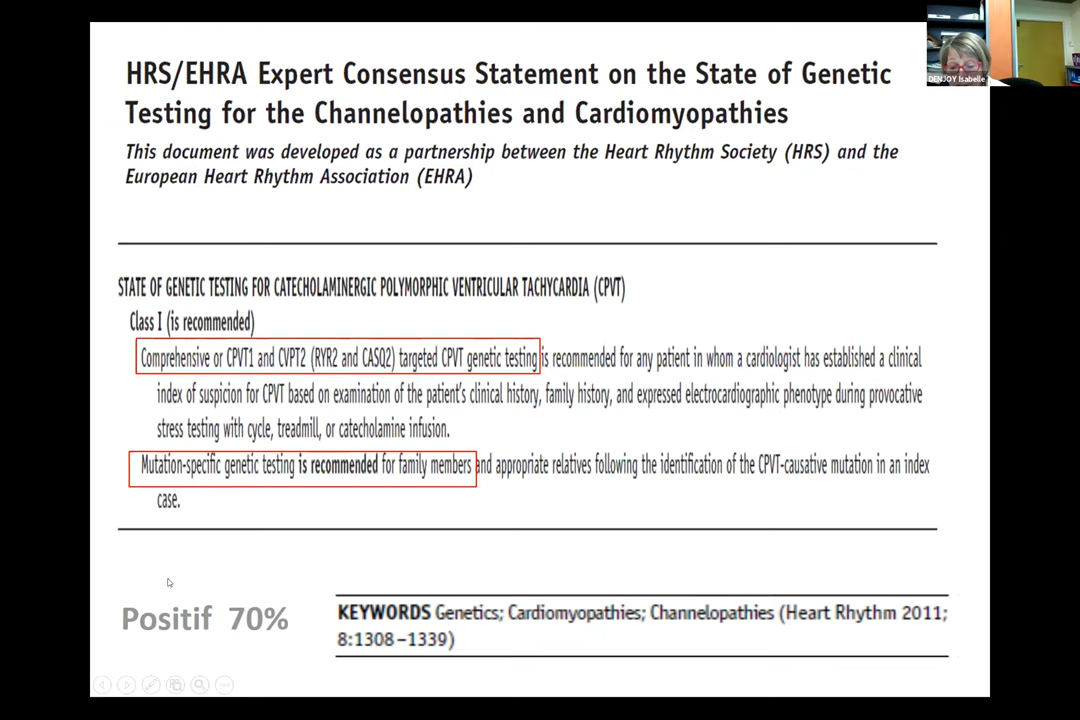 HRS/EHRA Expert Consensus Statement on the State of Genetic
Testing for the Channelopathies and Cardiomyopathies
This document was developed as a partnership between the Heart Rhythm Society (HRS) and the
European Heart Rhythm Association (EHRA)
DENJOY Isabelle
STATE OF GENETIC TESTING FOR CATECHOLAMINERGIC POLYMORPHIC VENTRICULAR TACHYCARDIA (CPVT)
Class I (is recommended)
Comprehensive or CPVT1 and CVPT2 (RYR2 and CASQ2) targeted CPVT genetic testing is recommended for any patient in whom a cardiologist has established a clinical
index of suspicion for CPVT based on examination of the patient's clinical history, family history, and expressed electrocardiographic phenotype during provocative
stress testing with cycle, treadmill, or catecholamine infusion.
Mutation-specific genetic testing is recommended for family members and appropriate relatives following the identification of the CPVT-causative mutation in an index
case.
Positif 70%
KEYWORDS Genetics; Cardiomyopathies; Channelopathies (Heart Rhythm 2011;
8:1308–1339)